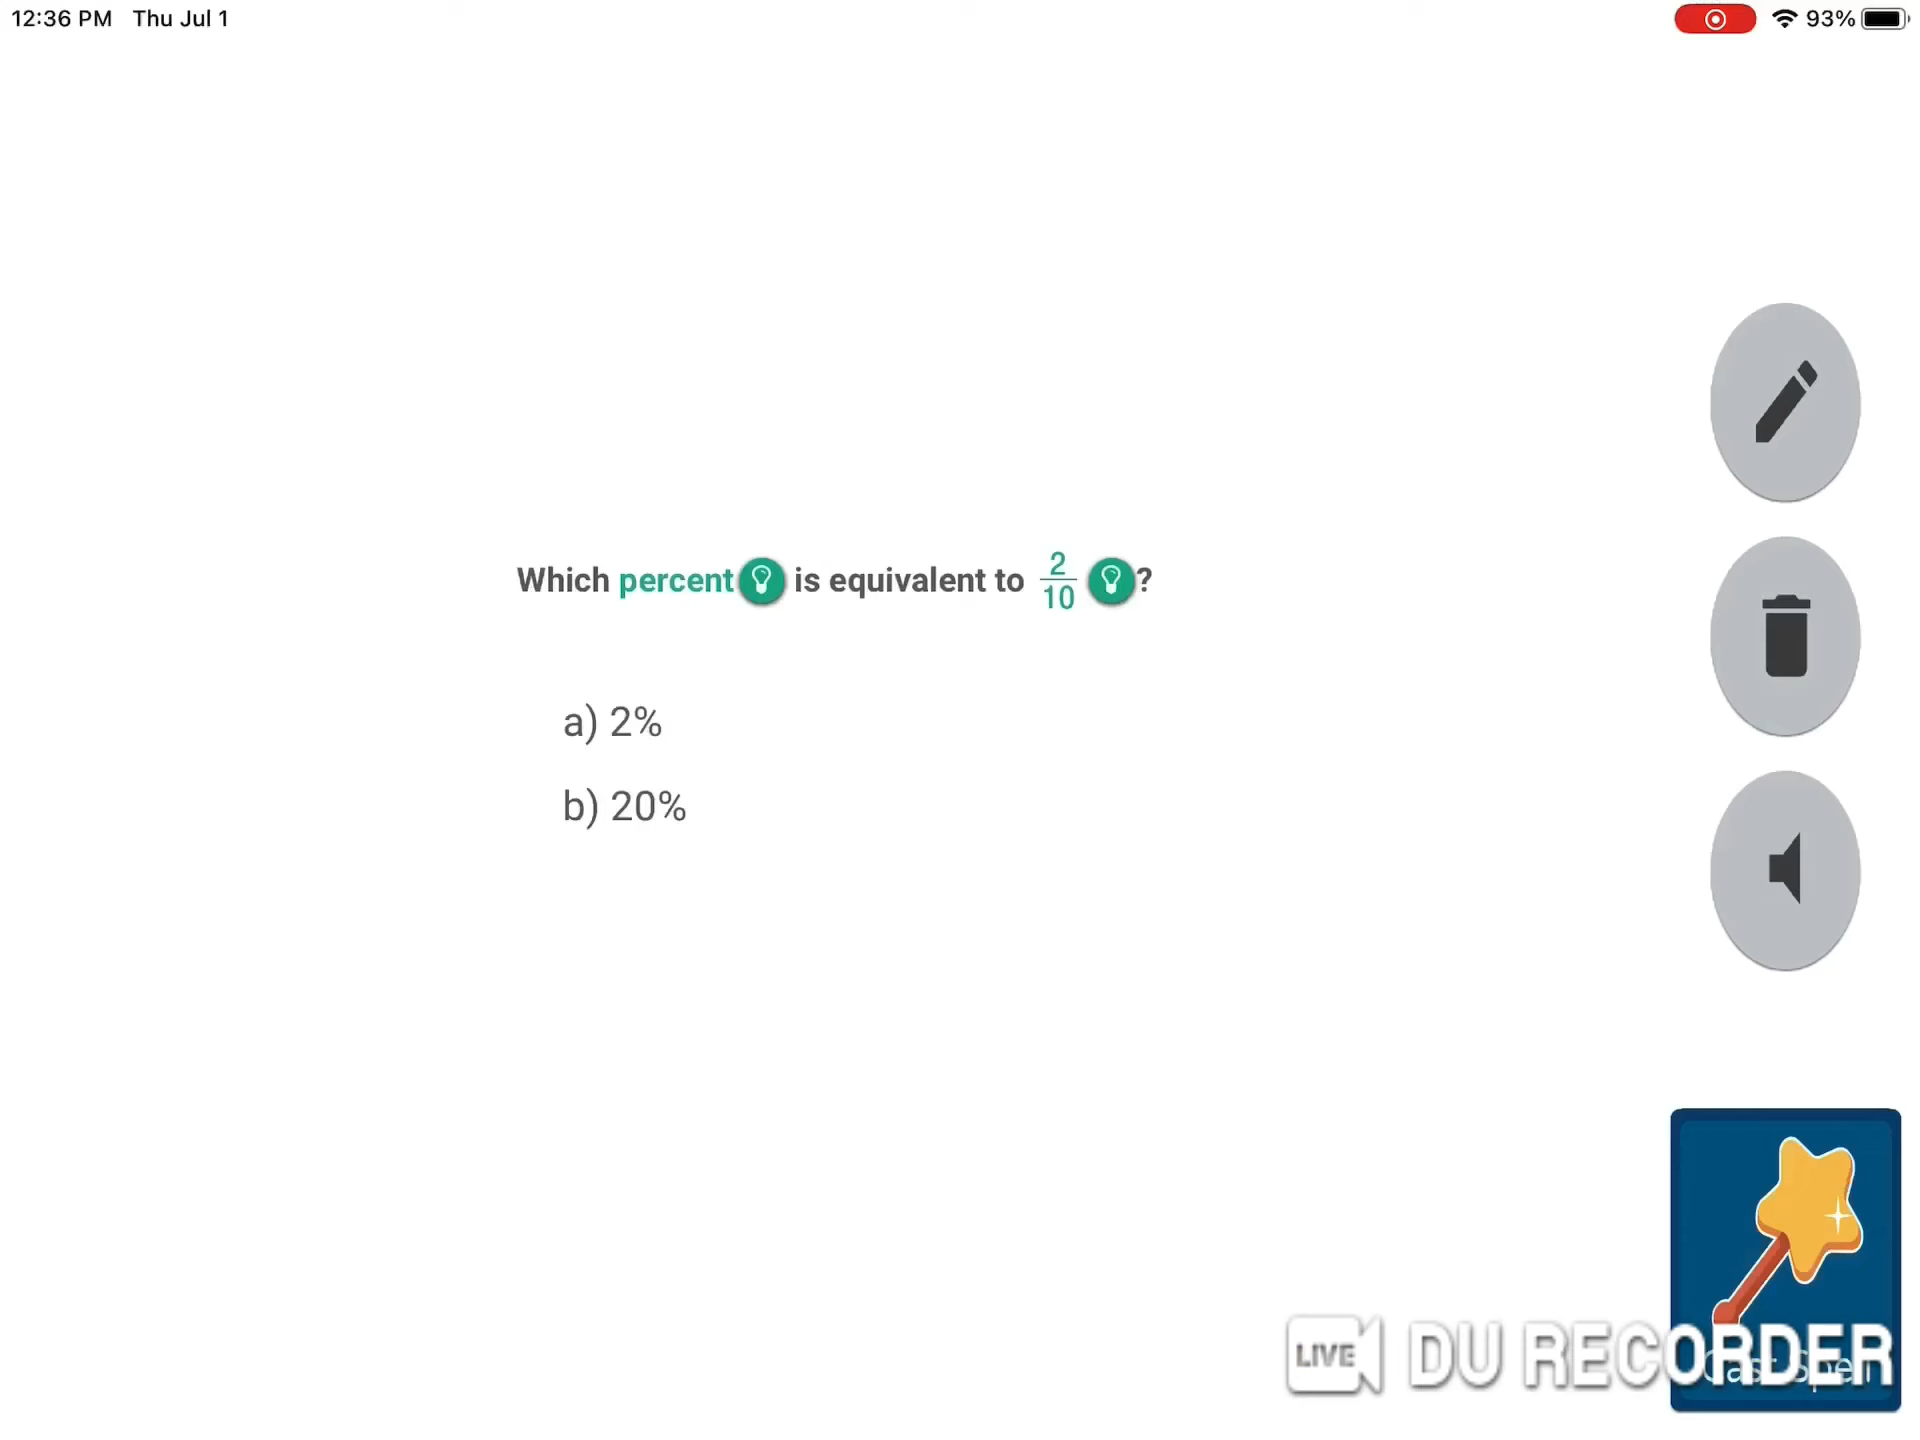 12:36 PM Thu Jul 1 93%
Which percent is equivalent to 2/10 ?
a) 2%
b) 20%
LIVE DU RECORDER